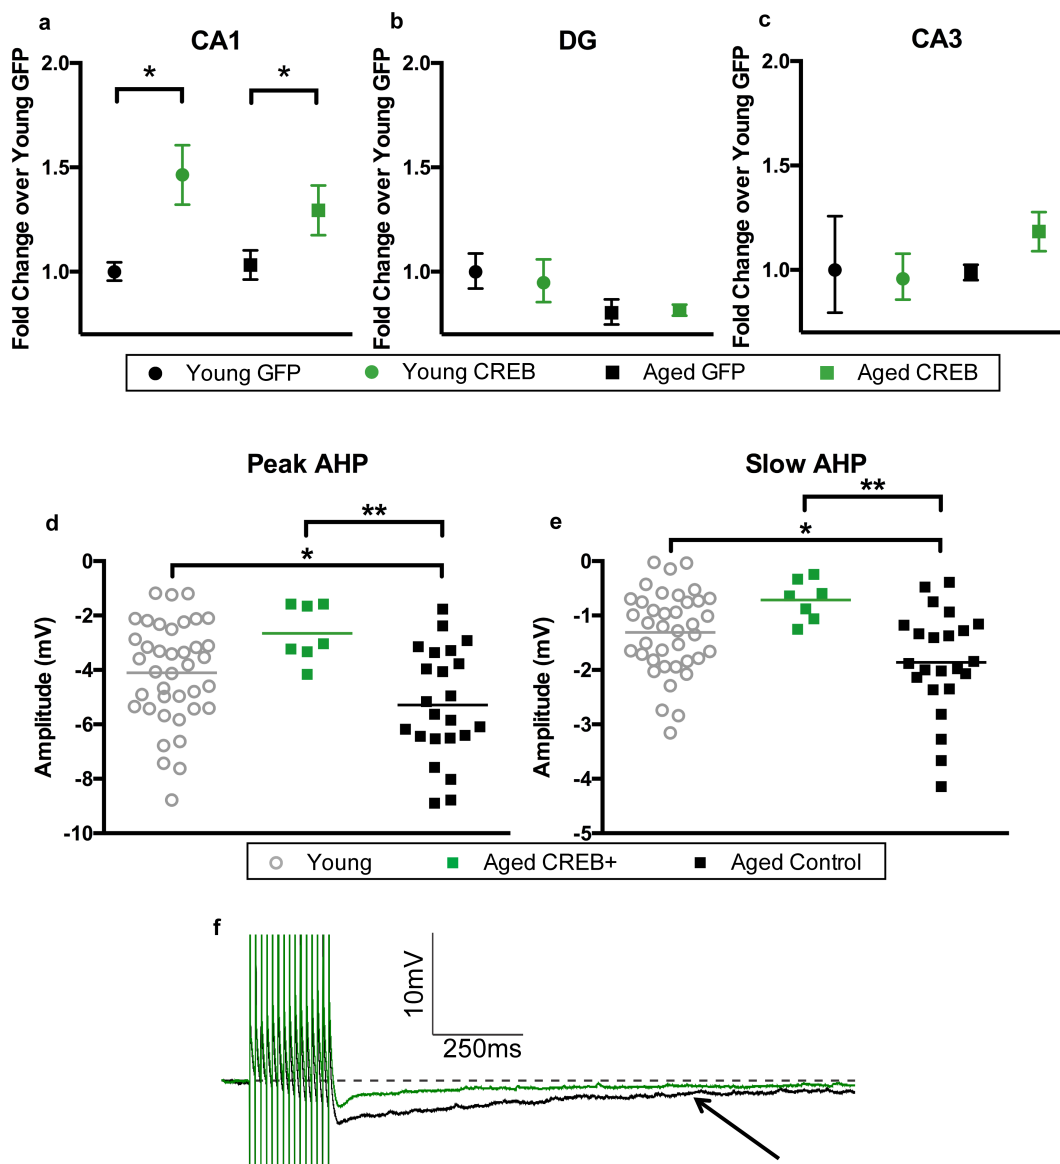 a
CA1
Fold Change over Young GFP
2.0
1.5
1.0
*
*
b
DG
Fold Change over Young GFP
2.0
1.5
1.0
c
CA3
Fold Change over Young GFP
2.0
1.5
1.0
Young GFP Young CREB Aged GFP Aged CREB
d
Peak AHP
Amplitude (mV)
0
-2
-4
-6
-8
-10
**
*
e
Slow AHP
Amplitude (mV)
0
-1
-2
-3
-4
-5
**
*
Young Aged CREB+ Aged Control
f
10mV
250ms